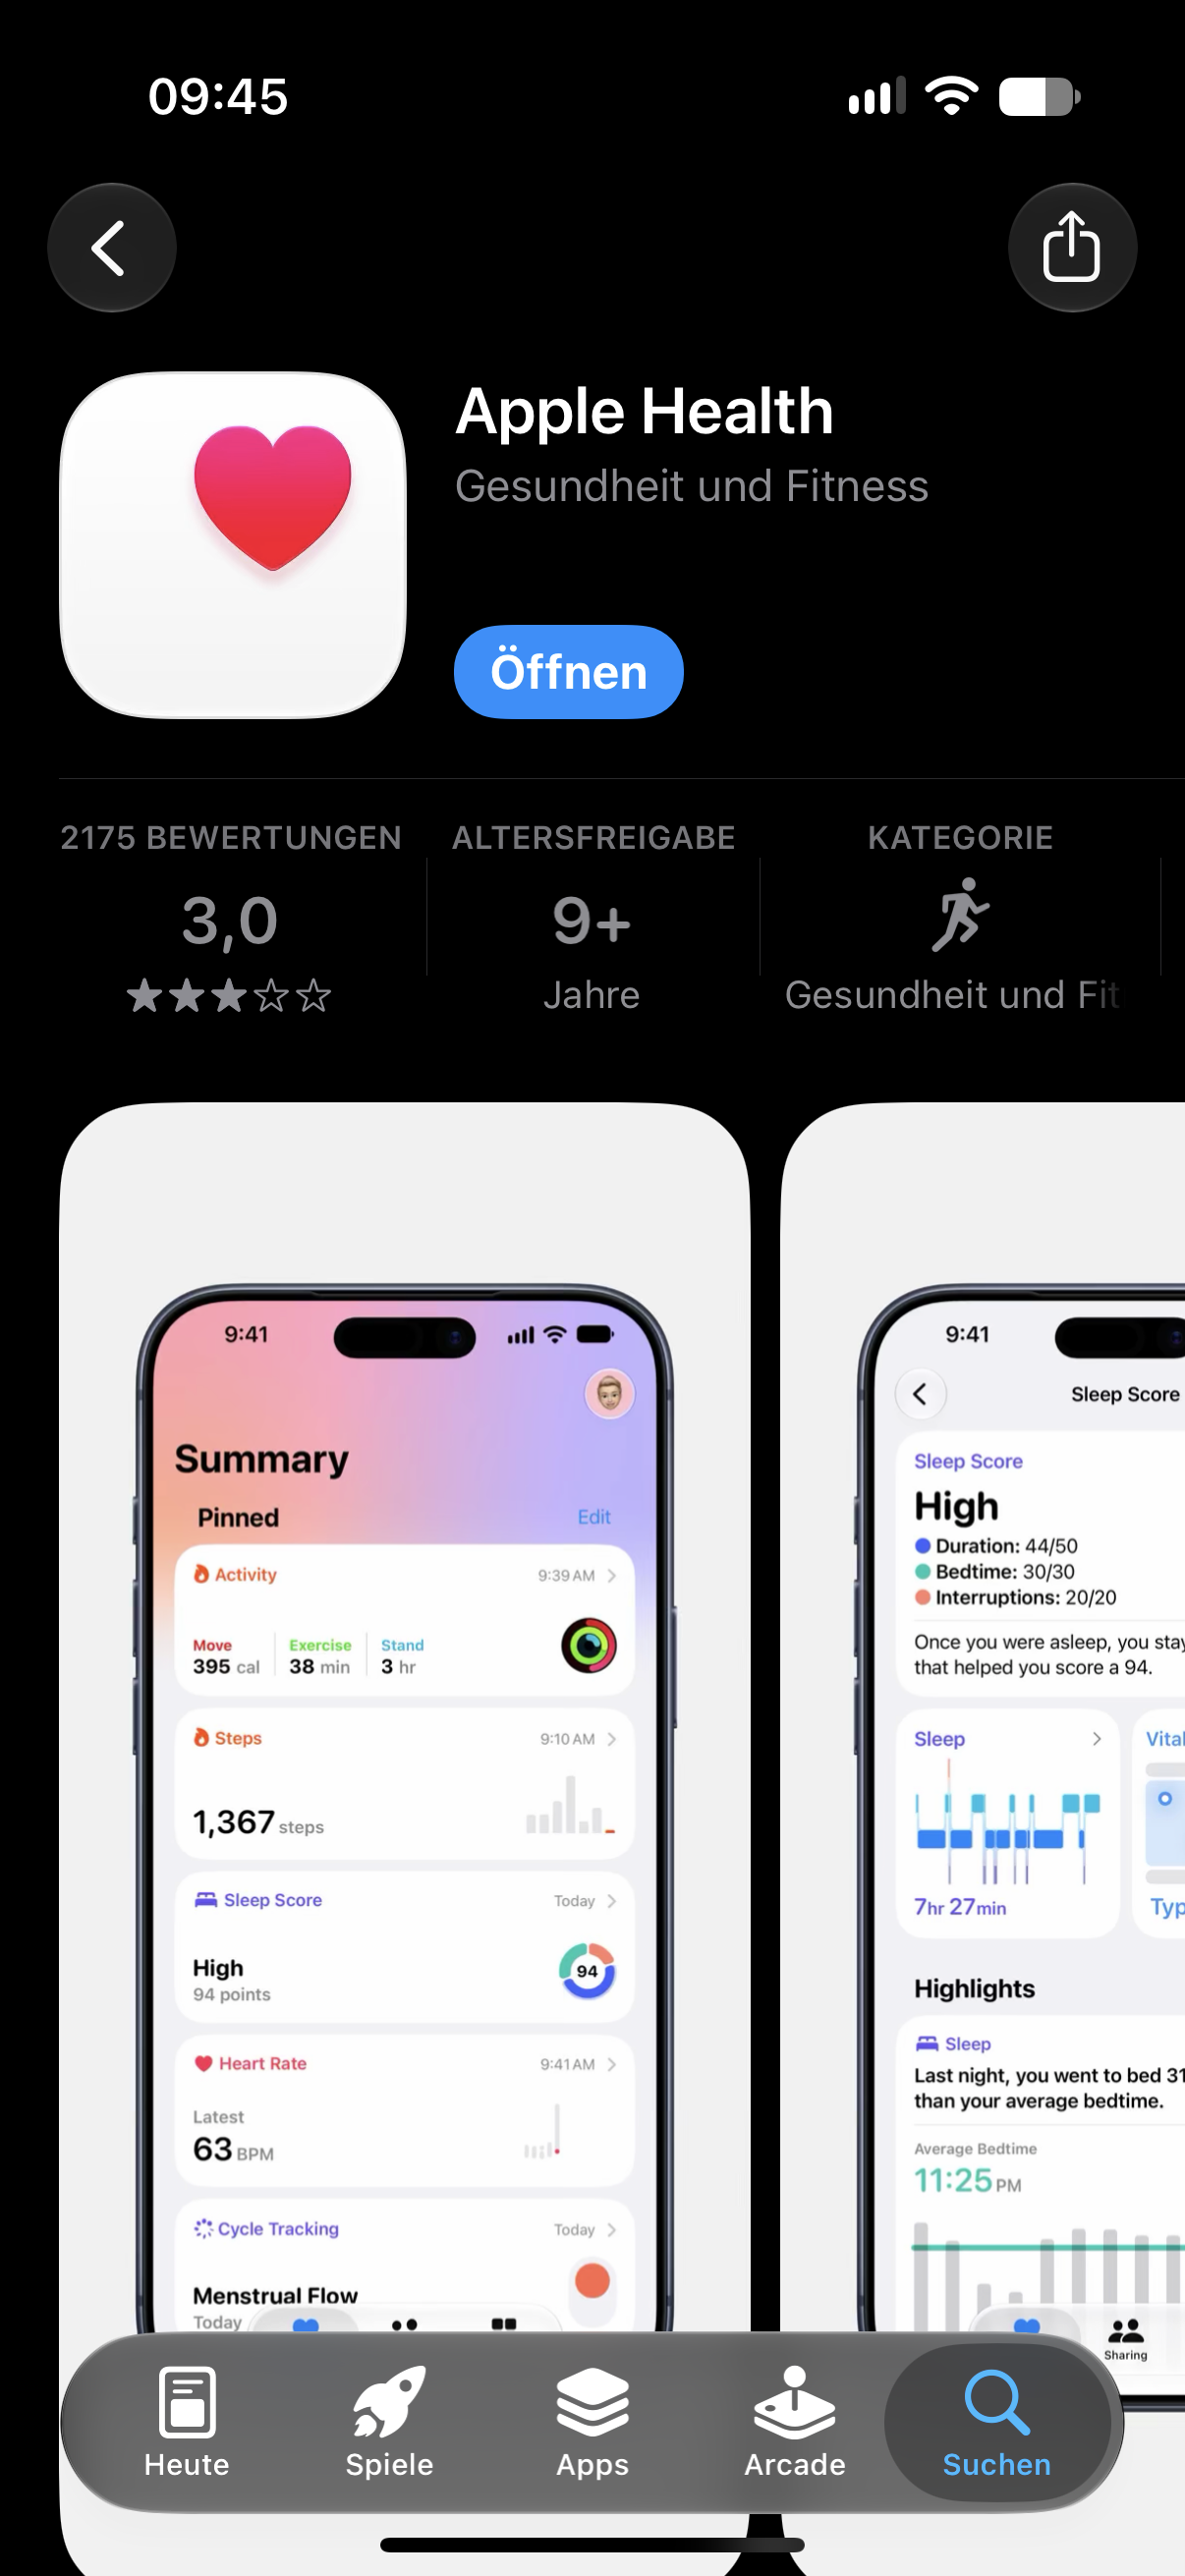 09:45
Apple Health
Gesundheit und Fitness
Öffnen
2175 BEWERTUNGEN
3,0
ALTERSFREIGABE
9+
Jahre
KATEGORIE
Gesundheit und Fit
9:41
Summary
Pinned
Edit
Activity
9:39 AM
Move
Exercise
Stand
395 cal
38 min
3 hr
Steps
9:10 AM
1,367 steps
Sleep Score
Today
High
94 points
94
Heart Rate
9:41 AM
Latest
63 BPM
Cycle Tracking
Today
Menstrual Flow
Today
9:41
Sleep Score
Sleep Score
High
Duration: 44/50
Bedtime: 30/30
Interruptions: 20/20
Once you were asleep, you stay
that helped you score a 94.
Sleep
7hr 27min
Vital
Typ
Highlights
Sleep
Last night, you went to bed 31
than your average bedtime.
Average Bedtime
11:25 PM
Sharing
Heute
Spiele
Apps
Arcade
Suchen